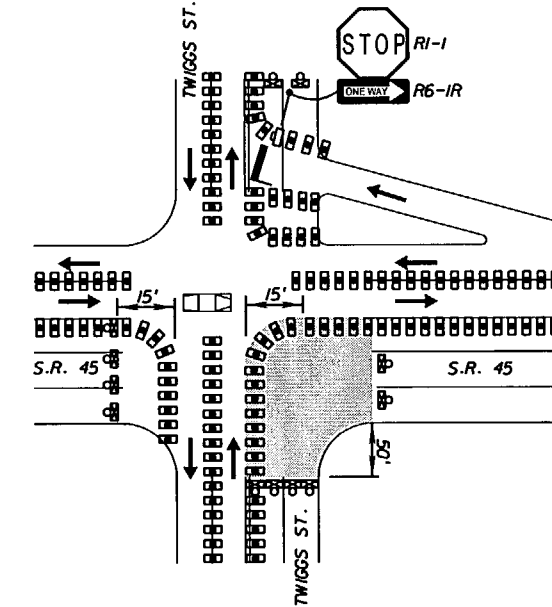 TWIGGS ST.
STOP
R1-1
ONE WAY
R6-1R
15'
15'
S.R. 45
S.R. 45
50'
TWIGGS ST.